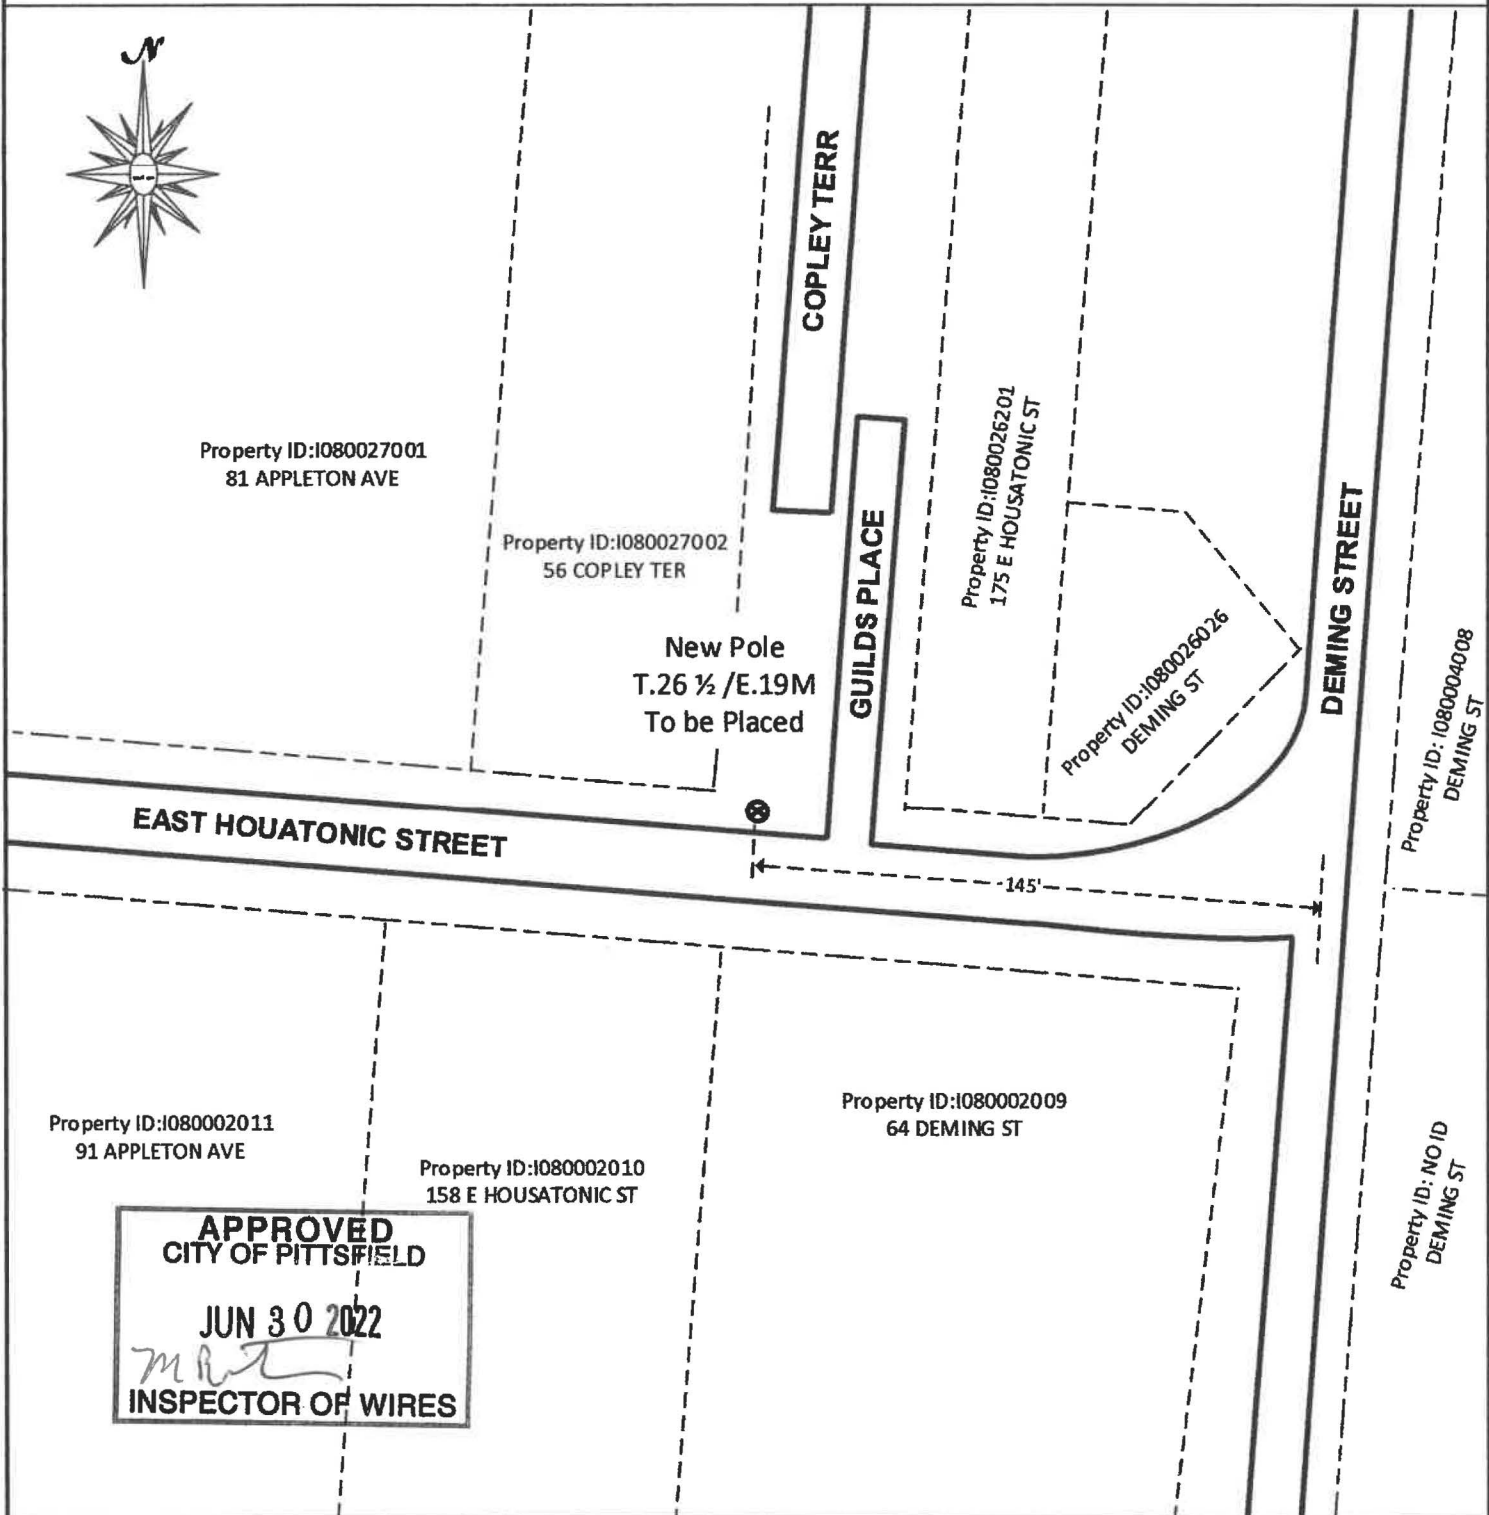 N
COPLEY TERR
Property ID:I080027001
81 APPLETON AVE
Property ID:I080027002
56 COPLEY TER
New Pole
T.26 ½ /E.19M
To be Placed
GUILDS PLACE
Property ID:I080026201
175 E HOUSATONIC ST
Property ID:I080026026
DEMING ST
DEMING STREET
Property ID: I080004008
DEMING ST
EAST HOUATONIC STREET
145'
Property ID:I080002011
91 APPLETON AVE
Property ID:I080002010
158 E HOUSATONIC ST
Property ID:I080002009
64 DEMING ST
Property ID: NO ID
DEMING ST
APPROVED
CITY OF PITTSFIELD
JUN 30 2022
INSPECTOR OF WIRES